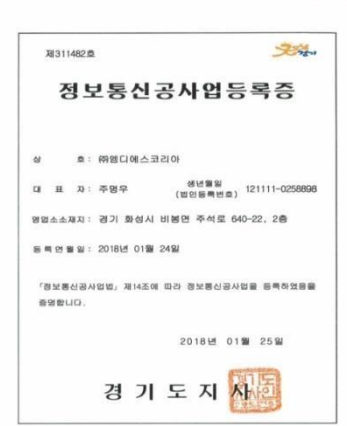 제311482호
정보통신공사업등록증
상 호: ㈜엠디에스코리아
대 표 자: 주명우 생년월일 (법인등록번호) 121111-0258898
영업소소재지: 경기 화성시 비봉면 주석로 640-22, 2층
등록연월일: 2018년 01월 24일
「정보통신공사업법」 제14조에 따라 정보통신공사업을 등록하였음을
증명합니다.
2018년 01월 25일
경기도지사